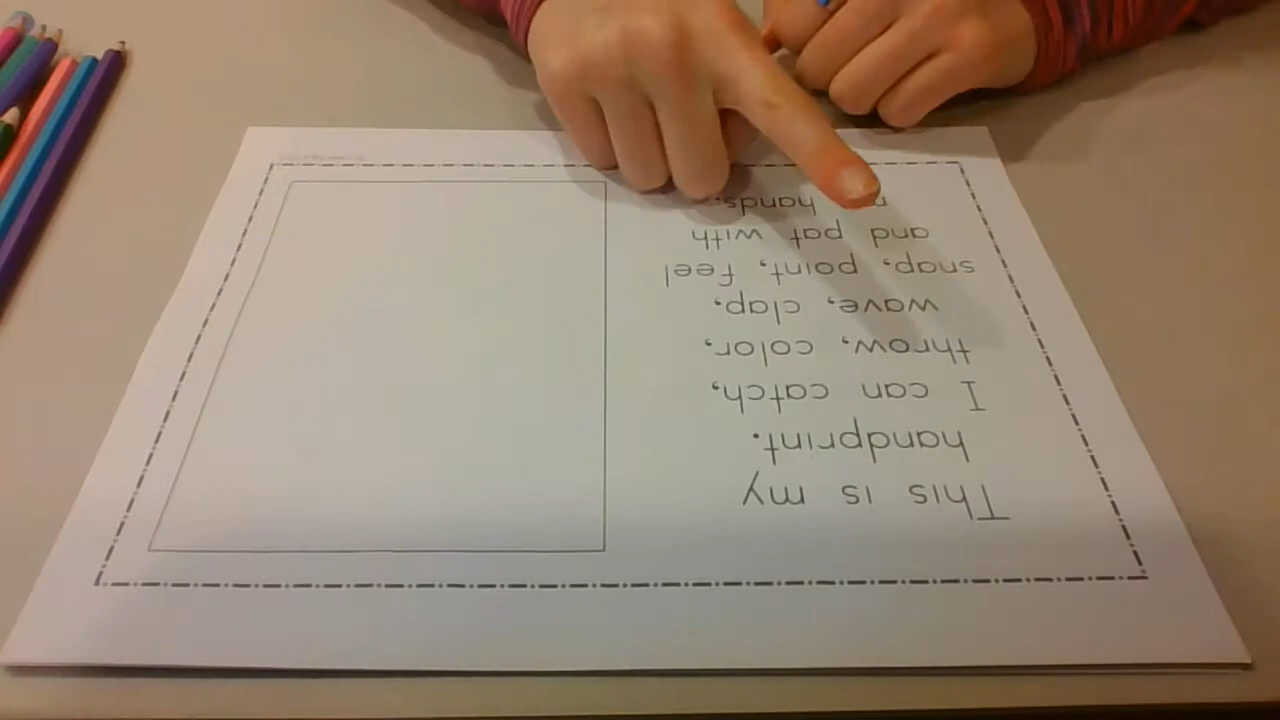 This is my
handprint.
I can catch,
throw, color,
wave, clap,
snap, point, feel
and pat with
hands.